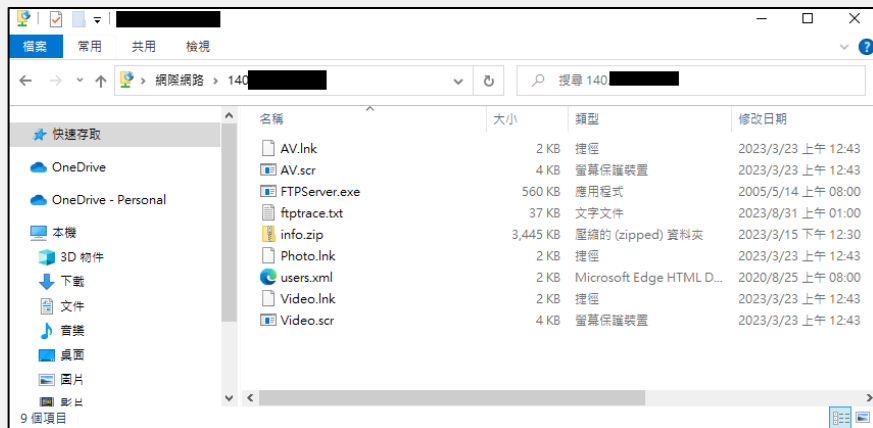 檔案 常用 共用 檢視
網際網路 140 搜尋 140.
名稱 大小 類型 修改日期
快速存取
OneDrive
OneDrive - Personal
本機
3D 物件
下載
文件
音樂
桌面
圖片
影片
AV.lnk 2 KB 捷徑 2023/3/23 上午 12:43
AV.scr 4 KB 螢幕保護裝置 2023/3/23 上午 12:43
FTPServer.exe 560 KB 應用程式 2005/5/14 上午 08:00
ftptrace.txt 37 KB 文字文件 2023/8/31 上午 01:00
info.zip 3,445 KB 壓縮的 (zipped) 資料夾 2023/3/15 下午 12:30
Photo.lnk 2 KB 捷徑 2023/3/23 上午 12:43
users.xml 2 KB Microsoft Edge HTML D... 2020/8/25 上午 08:00
Video.lnk 2 KB 捷徑 2023/3/23 上午 12:43
Video.scr 4 KB 螢幕保護裝置 2023/3/23 上午 12:43
9 個項目